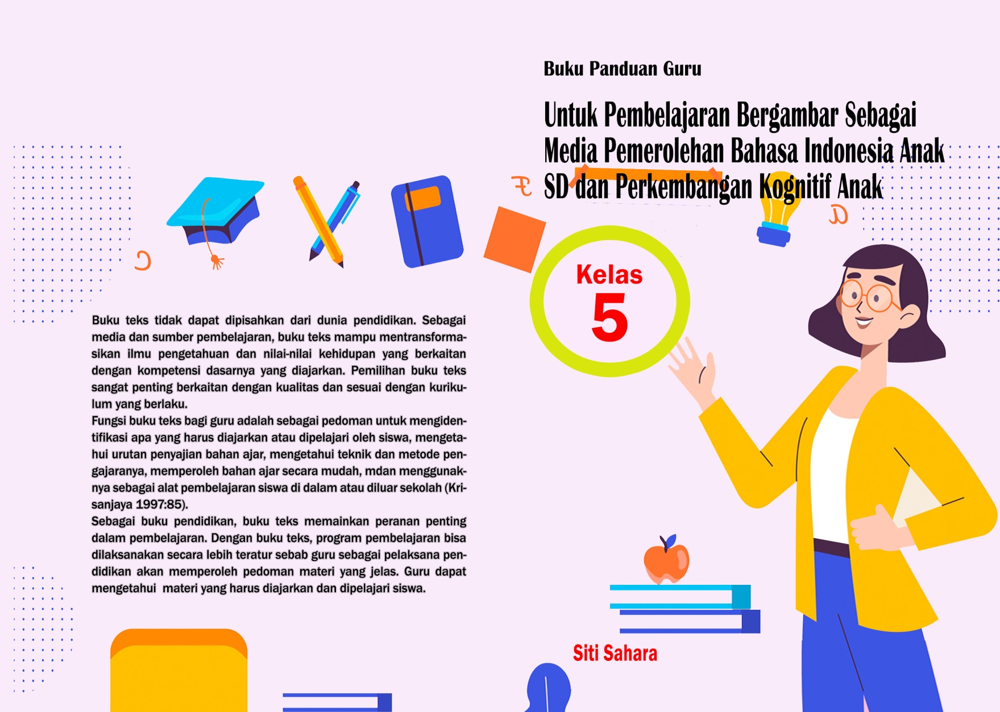 Buku Panduan Guru
Untuk Pembelajaran Bergambar Sebagai
Media Pemerolehan Bahasa Indonesia Anak
SD dan Perkembangan Kognitif Anak
Kelas
5
Buku teks tidak dapat dipisahkan dari dunia pendidikan. Sebagai
media dan sumber pembelajaran, buku teks mampu mentransforma-
sikan ilmu pengetahuan dan nilai-nilai kehidupan yang berkaitan
dengan kompetensi dasarnya yang diajarkan. Pemilihan buku teks
sangat penting berkaitan dengan kualitas dan sesuai dengan kuriku-
lum yang berlaku.
Fungsi buku teks bagi guru adalah sebagai pedoman untuk mengiden-
tifikasi apa yang harus diajarkan atau dipelajari oleh siswa, mengeta-
hui urutan penyajian bahan ajar, mengetahui teknik dan metode pen-
gajaranya, memperoleh bahan ajar secara mudah, mdan menggunak-
nya sebagai alat pembelajaran siswa di dalam atau diluar sekolah (Kri-
sanjaya 1997:85).
Sebagai buku pendidikan, buku teks memainkan peranan penting
dalam pembelajaran. Dengan buku teks, program pembelajaran bisa
dilaksanakan secara lebih teratur sebab guru sebagai pelaksana pen-
didikan akan memperoleh pedoman materi yang jelas. Guru dapat
mengetahui  materi yang harus diajarkan dan dipelajari siswa.
Siti Sahara
F
a
c